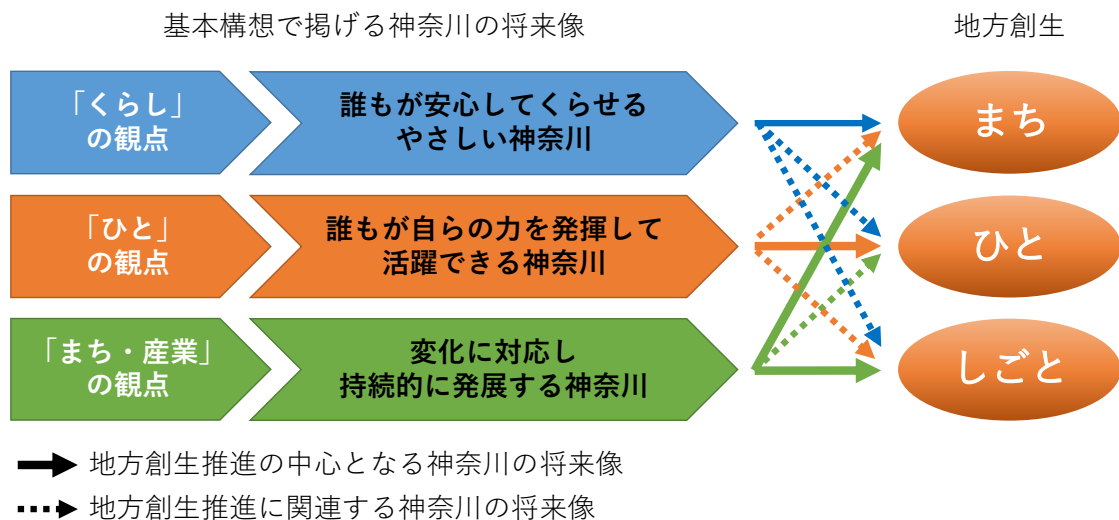 基本構想で掲げる神奈川の将来像
地方創生
「くらし」
の観点
誰もが安心してくらせる
やさしい神奈川
まち
「ひと」
の観点
誰もが自らの力を発揮して
活躍できる神奈川
ひと
「まち・産業」
の観点
変化に対応し
持続的に発展する神奈川
しごと
地方創生推進の中心となる神奈川の将来像
地方創生推進に関連する神奈川の将来像